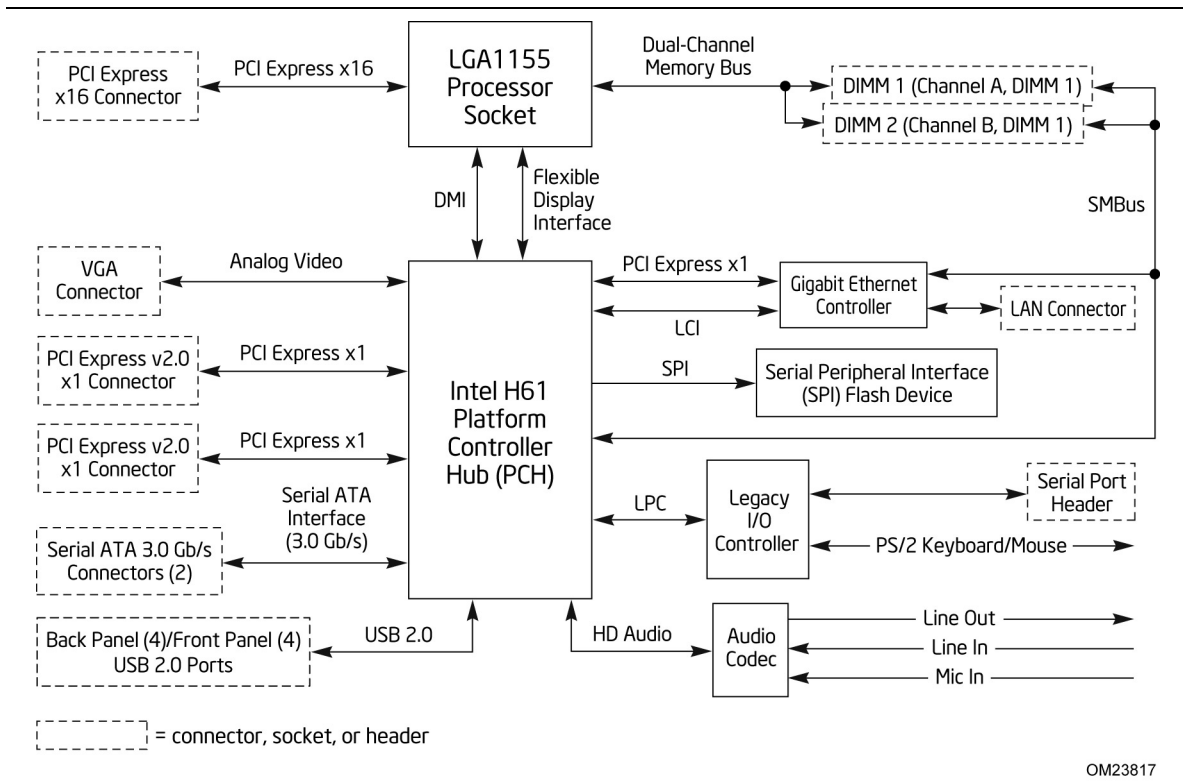 PCI Express
x16 Connector
PCI Express x16
LGA1155
Processor
Socket
Dual-Channel
Memory Bus
DIMM 1 (Channel A, DIMM 1)
DIMM 2 (Channel B, DIMM 1)
DMI
Flexible
Display
Interface
SMBus
VGA
Connector
Analog Video
PCI Express x1
Gigabit Ethernet
Controller
LAN Connector
LCI
PCI Express v2.0
x1 Connector
PCI Express x1
Intel H61
Platform
Controller
Hub (PCH)
SPI
Serial Peripheral Interface
(SPI) Flash Device
PCI Express v2.0
x1 Connector
PCI Express x1
Serial ATA
Interface
(3.0 Gb/s)
LPC
Legacy
I/O
Controller
Serial Port
Header
PS/2 Keyboard/Mouse
Serial ATA 3.0 Gb/s
Connectors (2)
Back Panel (4)/Front Panel (4)
USB 2.0 Ports
USB 2.0
HD Audio
Audio
Codec
Line Out
Line In
Mic In
= connector, socket, or header
OM23817